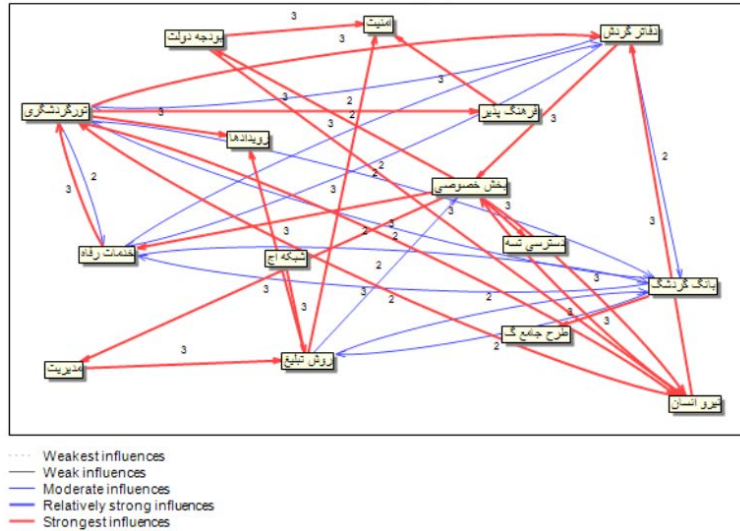 امنیت
بودجه دولت
دفاتر گردش
تورگردشگری
فرهنگ پذیر
رویدادها
بخش خصوصی
خدمات رفاه
شبکه اج
دسترسی تسه
بانک گردشگ
طرح جامع گ
مدیریت
روش تبلیغ
نیرو انسان
Weakest influences
Weak influences
Moderate influences
Relatively strong influences
Strongest influences